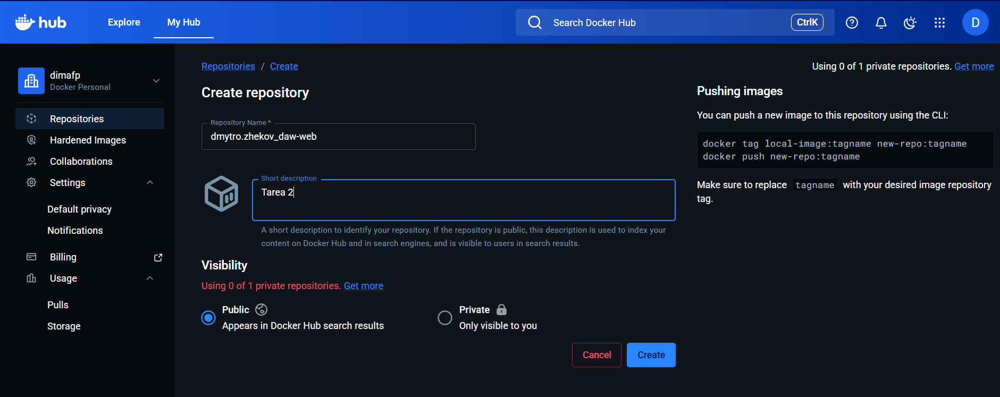 hub
Explore
My Hub
Search Docker Hub
CtrlK
D
dimafp
Docker Personal
Repositories
Hardened Images
Collaborations
Settings
Default privacy
Notifications
Billing
Usage
Pulls
Storage
Repositories / Create
Using 0 of 1 private repositories. Get more
Create repository
Repository Name *
dmytro.zhekov_daw-web
Short description
Tarea 2
A short description to identify your repository. If the repository is public, this description is used to index your
content on Docker Hub and in search engines, and is visible to users in search results.
Visibility
Using 0 of 1 private repositories. Get more
Public
Appears in Docker Hub search results
Private
Only visible to you
Cancel
Create
Pushing images
You can push a new image to this repository using the CLI:
docker tag local-image:tagname new-repo:tagname
docker push new-repo:tagname
Make sure to replace tagname with your desired image repository
tag.